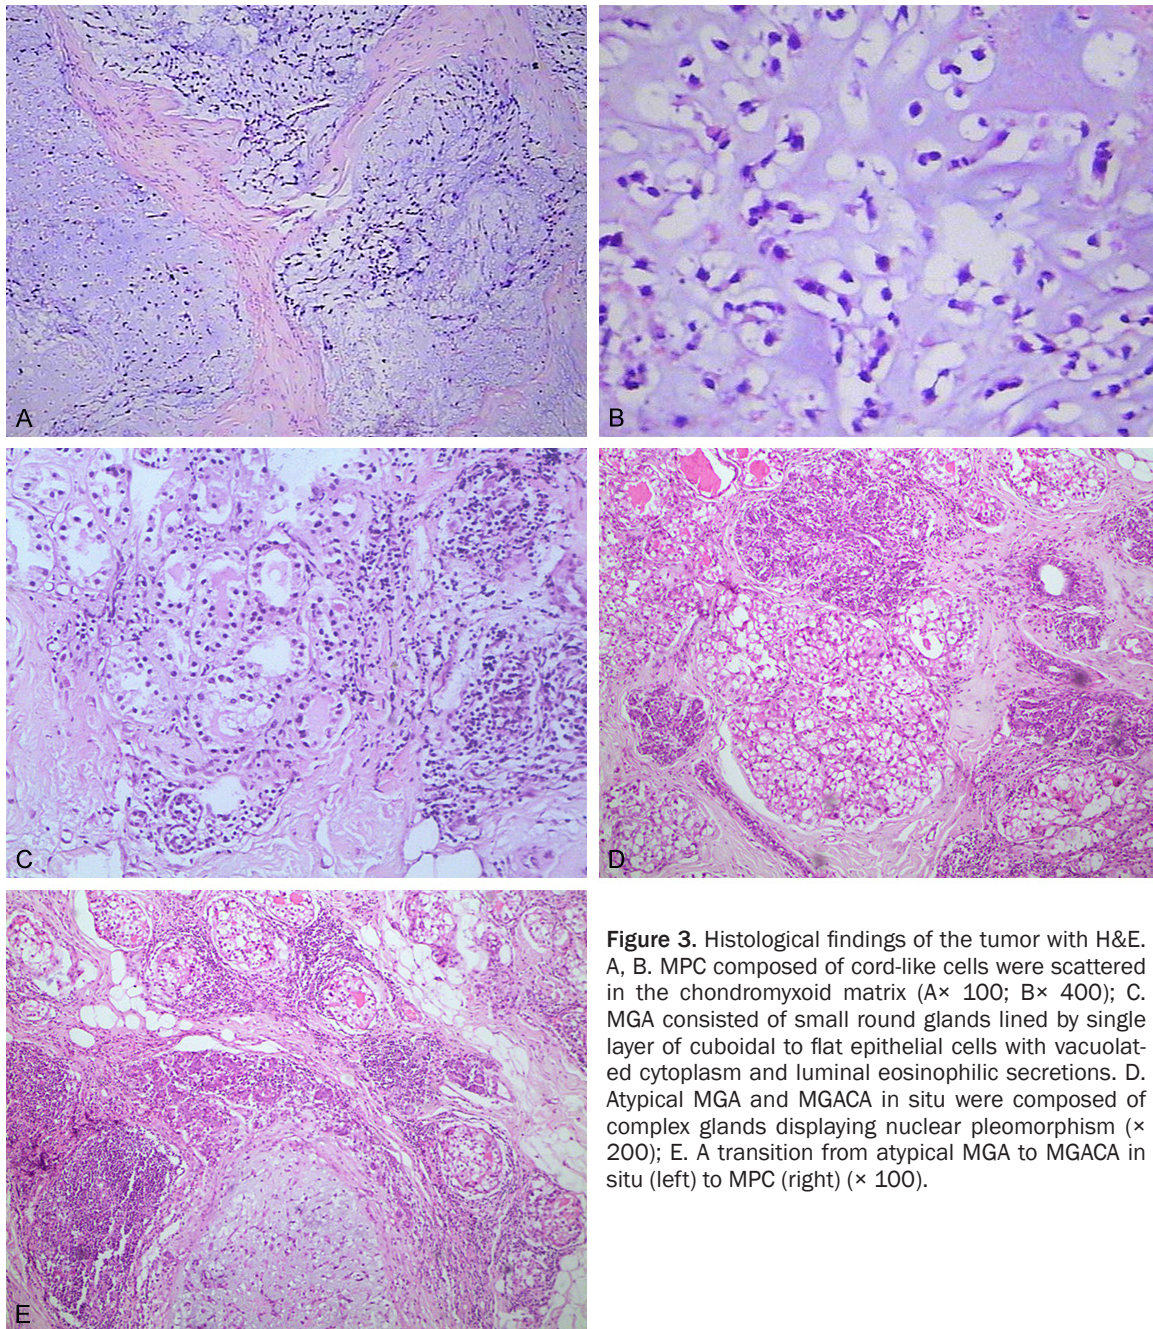 A
B
C
D
E
Figure 3. Histological findings of the tumor with H&E.
A, B. MPC composed of cord-like cells were scattered
in the chondromyxoid matrix (A× 100; B× 400); C.
MGA consisted of small round glands lined by single
layer of cuboidal to flat epithelial cells with vacuolat-
ed cytoplasm and luminal eosinophilic secretions. D.
Atypical MGA and MGACA in situ were composed of
complex glands displaying nuclear pleomorphism (×
200); E. A transition from atypical MGA to MGACA in
situ (left) to MPC (right) (× 100).